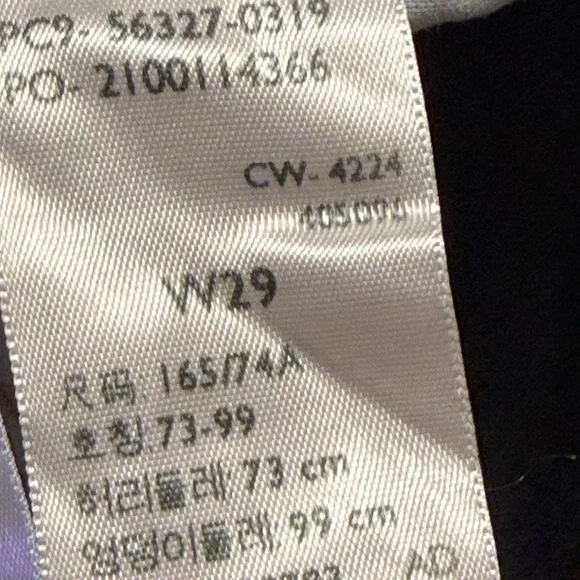 PC9- 56327-0319
PO- 2100114366
CW- 4224
W29
尺码: 165/74A
호칭: 73-99
허리둘레: 73 cm
엉덩이둘레: 99 cm
AD